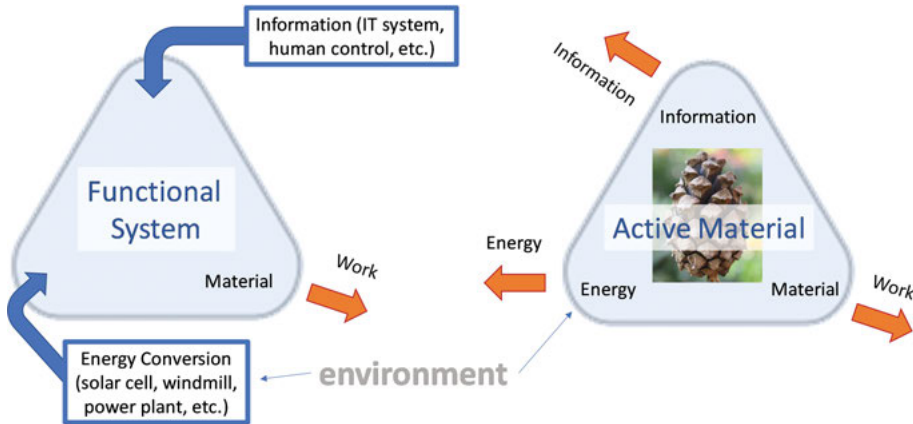 Information (IT system,
human control, etc.)
Functional
System
Material
Work
Energy Conversion
(solar cell, windmill,
power plant, etc.)
environment
Information
Information
Active Material
Energy
Energy
Material
Work